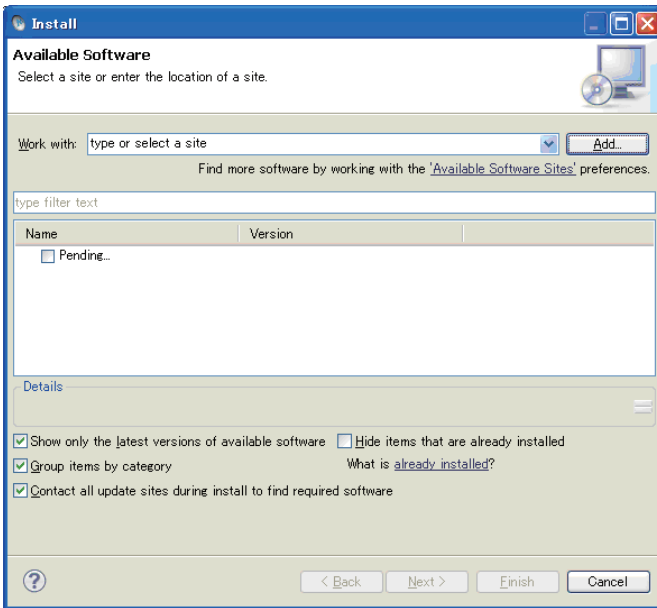 Install
Available Software
Select a site or enter the location of a site.
Work with: type or select a site Add...
Find more software by working with the 'Available Software Sites' preferences.
type filter text
Name Version
Pending...
Details
Show only the latest versions of available software Hide items that are already installed
Group items by category What is already installed?
Contact all update sites during install to find required software
? < Back Next > Finish Cancel